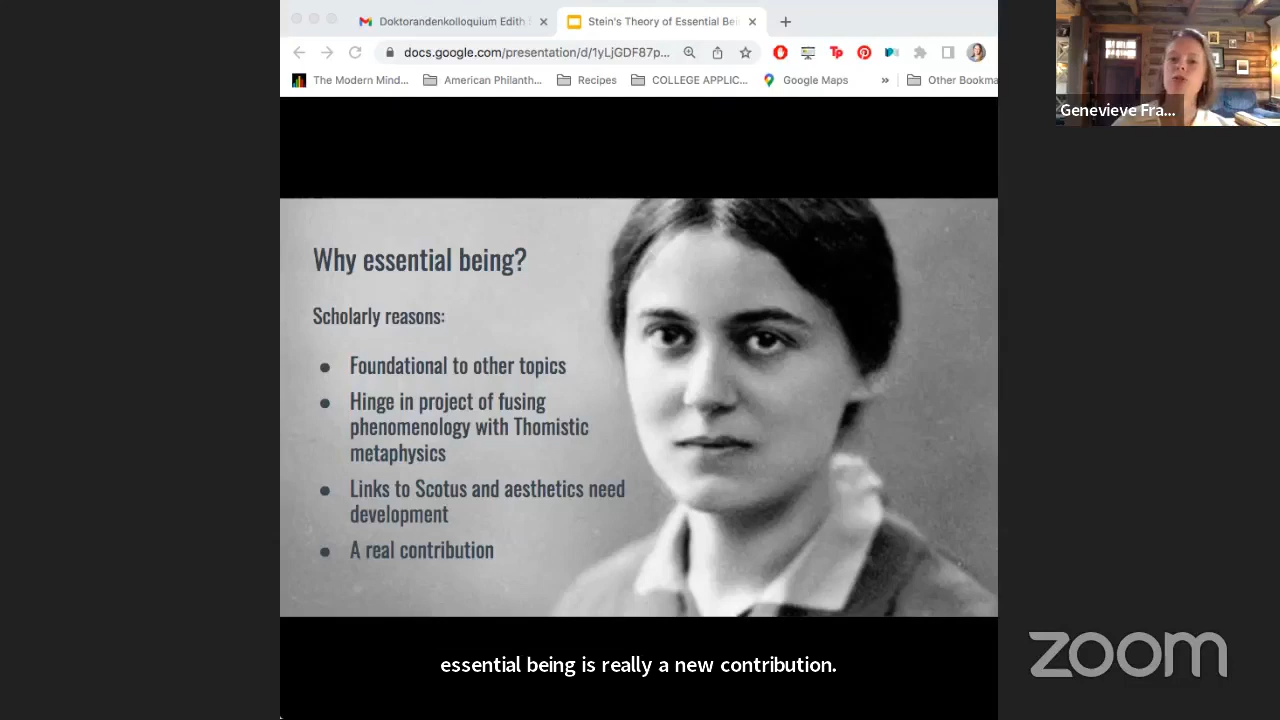 Doktorandenkolloquium Edith
Stein's Theory of Essential Bei
docs.google.com/presentation/d/1yLjGDF87p...
The Modern Mind...
American Philanth...
Recipes
COLLEGE APPLIC...
Google Maps
»
Other Bookma
Genevieve Fra...
Why essential being?
Scholarly reasons:
● Foundational to other topics
● Hinge in project of fusing
phenomenology with Thomistic
metaphysics
● Links to Scotus and aesthetics need
development
● A real contribution
essential being is really a new contribution.
zoom